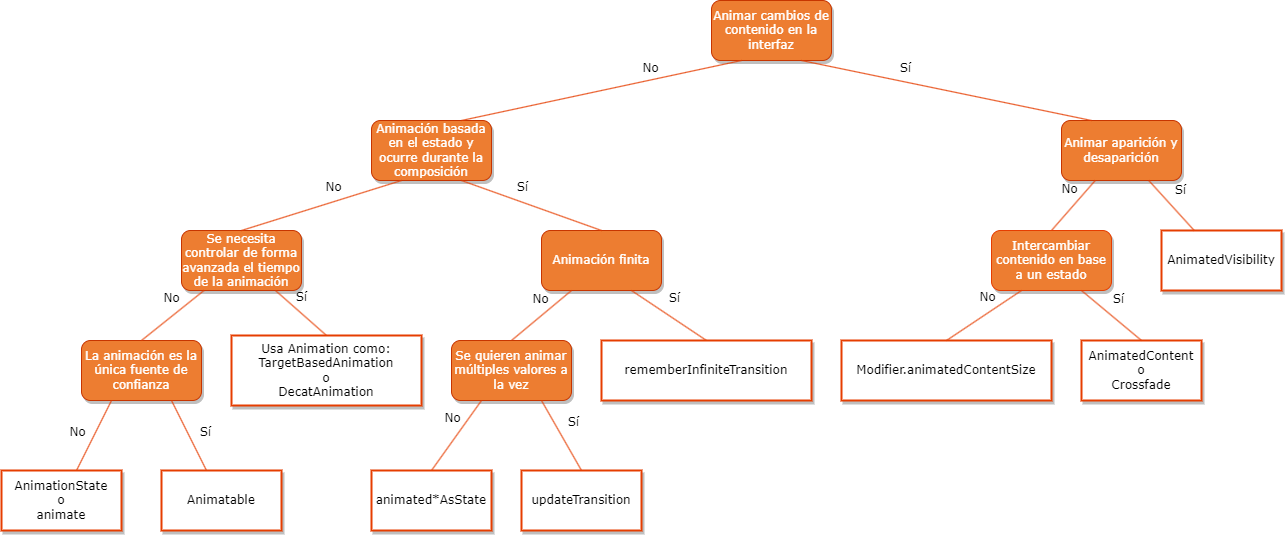 Animar cambios de
contenido en la
interfaz
No
Sí
Animación basada
en el estado y
ocurre durante la
composición
Animar aparición y
desaparición
No
Sí
No
Sí
Se necesita
controlar de forma
avanzada el tiempo
de la animación
Animación finita
Intercambiar
contenido en base
a un estado
AnimatedVisibility
No
Sí
No
Sí
No
Sí
La animación es la
única fuente de
confianza
Usa Animation como:
TargetBasedAnimation
o
DecatAnimation
Se quieren animar
múltiples valores a
la vez
rememberInfiniteTransition
Modifier.animatedContentSize
AnimatedContent
o
Crossfade
No
Sí
No
Sí
AnimationState
o
animate
Animatable
animated*AsState
updateTransition